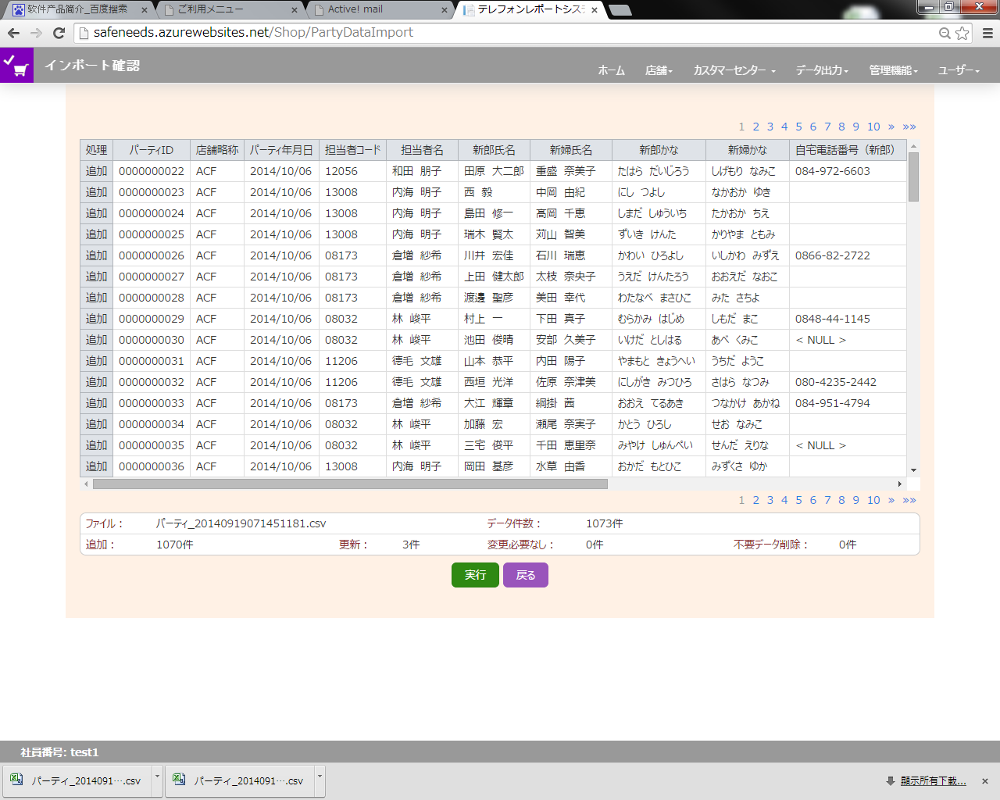 软件产品简介_百度搜索 ご利用メニュー Active! mail テレフォンレポートシス
safeneeds.azurewebsites.net/Shop/PartyDataImport
インポート確認
ホーム 店舗 カスタマーセンター データ出力 管理機能 ユーザー
1 2 3 4 5 6 7 8 9 10 » »»
処理 パーティID 店舗略称 パーティ年月日 担当者コード 担当者名 新郎氏名 新婦氏名 新郎かな 新婦かな 自宅電話番号（新郎）
追加 0000000022 ACF 2014/10/06 12056 和田 朋子 田原 大二郎 重盛 奈美子 たはら だいじろう しげもり なみこ 084-972-6603
追加 0000000023 ACF 2014/10/06 13008 内海 明子 西 毅 中岡 由紀 にし つよし なかおか ゆき
追加 0000000024 ACF 2014/10/06 13008 内海 明子 島田 修一 高岡 千恵 しまだ しゅういち たかおか ちえ
追加 0000000025 ACF 2014/10/06 13008 内海 明子 瑞木 賢太 苅山 智美 ずいき けんた かりやま ともみ
追加 0000000026 ACF 2014/10/06 08173 倉増 紗希 川井 宏佳 石川 瑞恵 かわい ひろよし いしかわ みずえ 0866-82-2722
追加 0000000027 ACF 2014/10/06 08173 倉増 紗希 上田 健太郎 太枝 奈央子 うえだ けんたろう おおえだ なおこ
追加 0000000028 ACF 2014/10/06 08173 倉増 紗希 渡邊 聖彦 美田 幸代 わたなべ まさひこ みた さちよ
追加 0000000029 ACF 2014/10/06 08032 林 峻平 村上 一 下田 真子 むらかみ はじめ しもだ まこ 0848-44-1145
追加 0000000030 ACF 2014/10/06 08032 林 峻平 池田 俊晴 安部 久美子 いけだ としはる あべ くみこ < NULL >
追加 0000000031 ACF 2014/10/06 11206 徳毛 文雄 山本 恭平 内田 陽子 やまもと きょうへい うちだ ようこ
追加 0000000032 ACF 2014/10/06 11206 徳毛 文雄 西垣 光洋 佐原 奈津美 にしがき みつひろ さはら なつみ 080-4235-2442
追加 0000000033 ACF 2014/10/06 08173 倉増 紗希 大江 輝章 綱掛 茜 おおえ てるあき つなかけ あかね 084-951-4794
追加 0000000034 ACF 2014/10/06 08032 林 峻平 加藤 宏 瀬尾 奈実子 かとう ひろし せお なみこ
追加 0000000035 ACF 2014/10/06 08032 林 峻平 三宅 俊平 千田 恵里奈 みやけ しゅんぺい せんだ えりな < NULL >
追加 0000000036 ACF 2014/10/06 13008 内海 明子 岡田 基彦 水草 由香 おかだ もとひこ みずくさ ゆか
1 2 3 4 5 6 7 8 9 10 » »»
ファイル： パーティ_20140919071451181.csv データ件数： 1073件
追加： 1070件 更新： 3件 変更必要なし： 0件 不要データ削除： 0件
実行 戻る
社員番号: test1
パーティ_2014091….csv パーティ_2014091….csv 顯示所有下載...